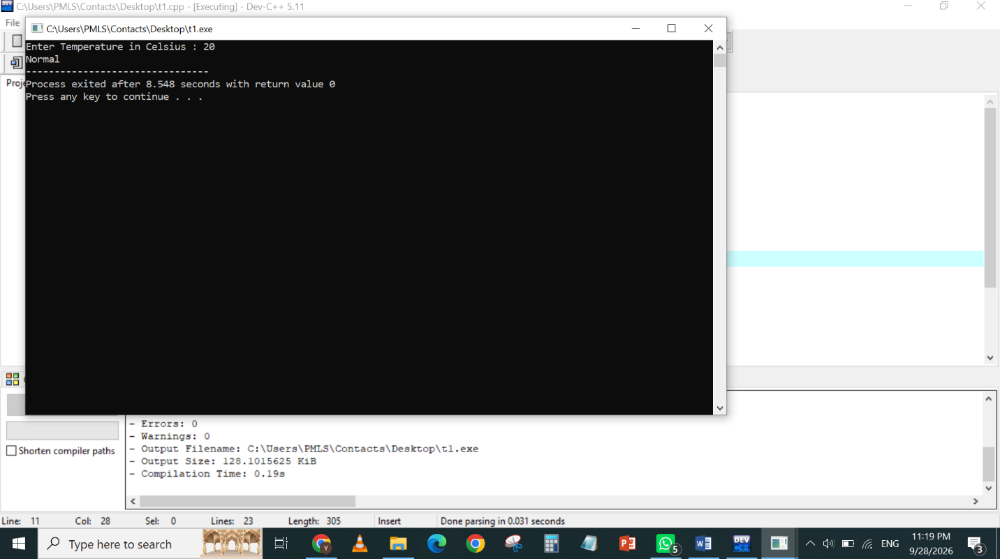 C:\Users\PMLS\Contacts\Desktop\t1.cpp - [Executing] - Dev-C++ 5.11
File
C:\Users\PMLS\Contacts\Desktop\t1.exe
Enter Temperature in Celsius : 20
Normal
--------------------------------
Process exited after 8.548 seconds with return value 0
Press any key to continue . . .
Proje
- Errors: 0
- Warnings: 0
- Output Filename: C:\Users\PMLS\Contacts\Desktop\t1.exe
- Output Size: 128.1015625 KiB
- Compilation Time: 0.19s
Shorten compiler paths
Line: 11 Col: 28 Sel: 0 Lines: 23 Length: 305 Insert Done parsing in 0.031 seconds
Type here to search
5
DEV
ENG
11:19 PM
9/28/2026
3